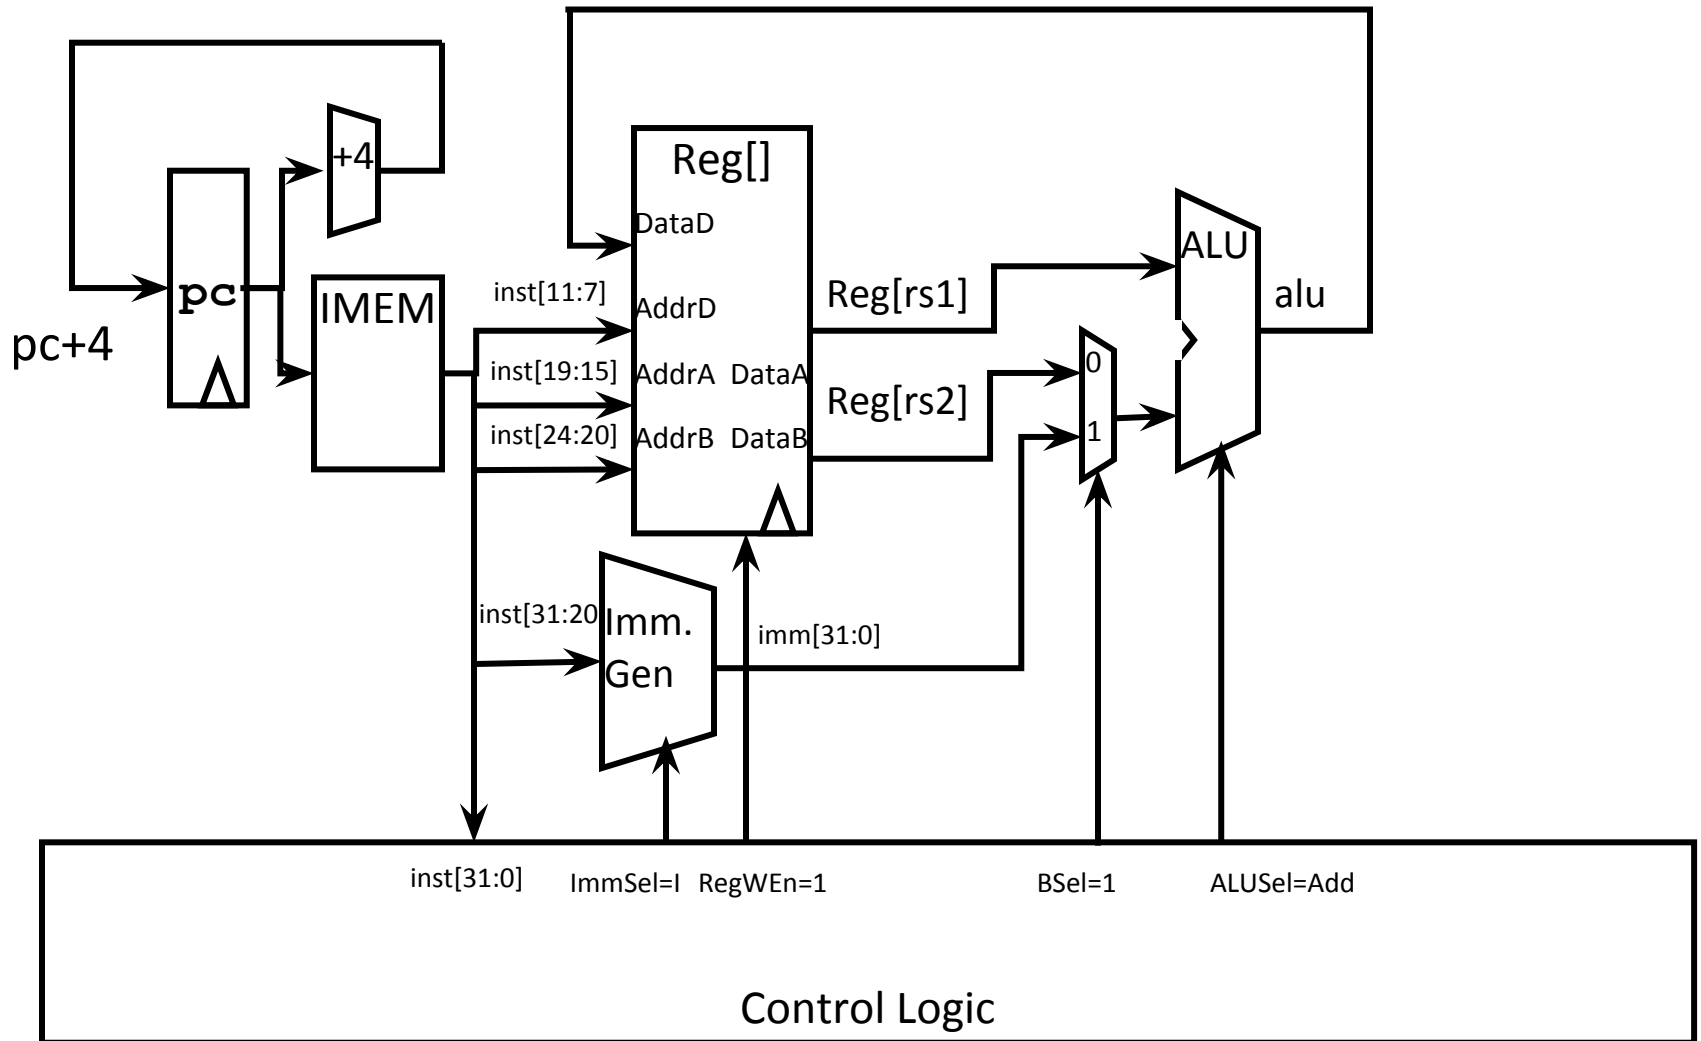 +4
Reg[]
DataD
ALU
pc
IMEM
inst[11:7]
AddrD
Reg[rs1]
alu
pc+4
inst[19:15]
AddrA
DataA
Reg[rs2]
0
inst[24:20]
AddrB
DataB
1
inst[31:20
Imm.
Gen
imm[31:0]
inst[31:0]
ImmSel=I
RegWEn=1
BSel=1
ALUSel=Add
Control Logic